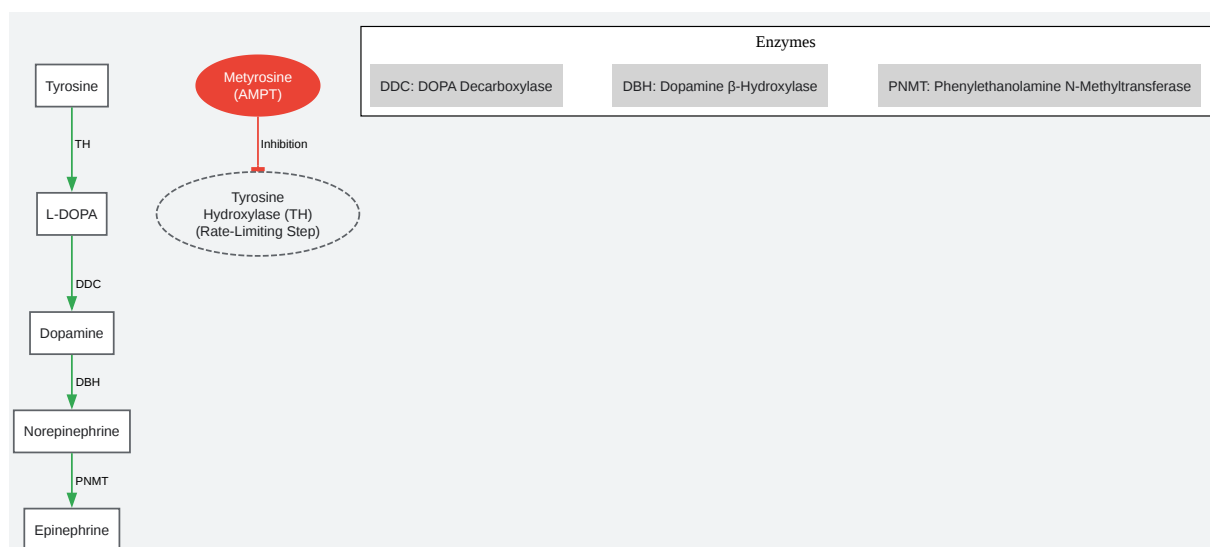 Enzymes
Tyrosine
Metyrosine
(AMPT)
DDC: DOPA Decarboxylase
DBH: Dopamine β-Hydroxylase
PNMT: Phenylethanolamine N-Methyltransferase
TH
Inhibition
L-DOPA
Tyrosine
Hydroxylase (TH)
(Rate-Limiting Step)
DDC
Dopamine
DBH
Norepinephrine
PNMT
Epinephrine